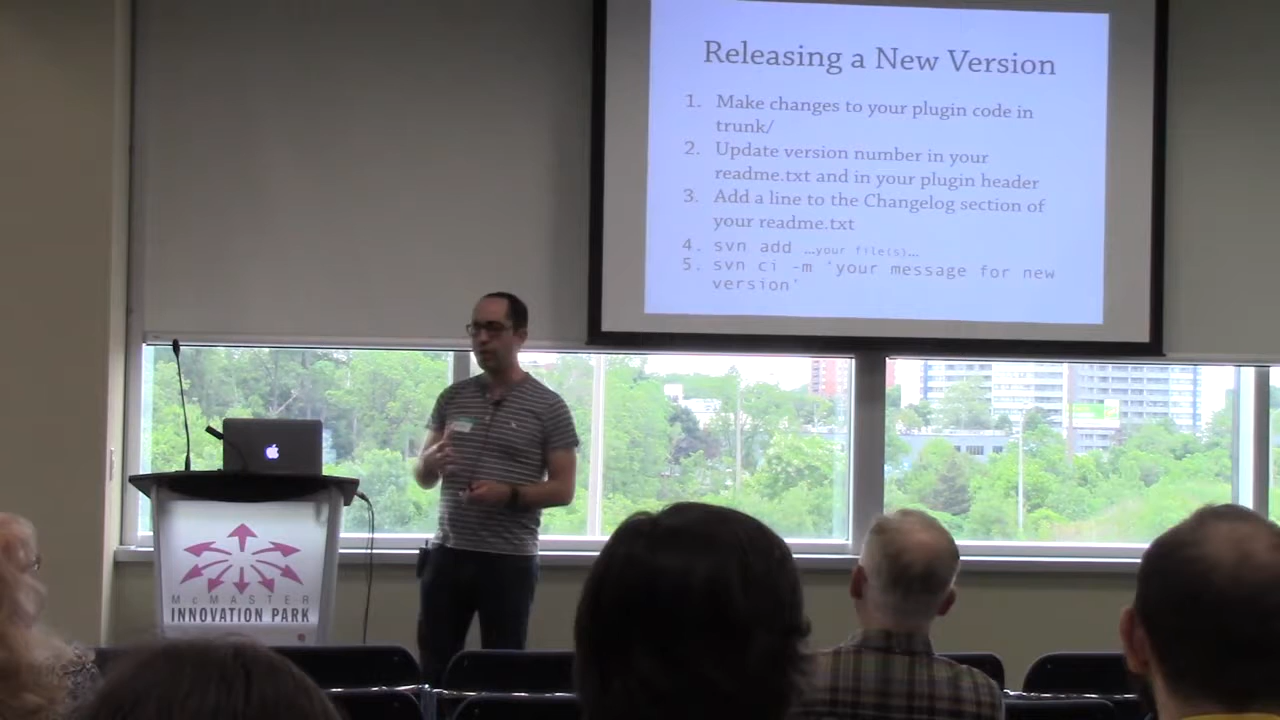 Releasing a New Version
1. Make changes to your plugin code in
trunk/
2. Update version number in your
readme.txt and in your plugin header
3. Add a line to the Changelog section of
your readme.txt
4. svn add …your file(s)…
5. svn ci -m 'your message for new
version'
McMASTER
INNOVATION PARK